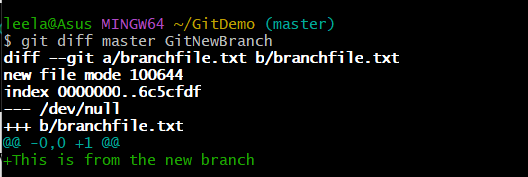 leela@Asus MINGW64 ~/GitDemo (master)
$ git diff master GitNewBranch
diff --git a/branchfile.txt b/branchfile.txt
new file mode 100644
index 0000000..6c5cfdf
--- /dev/null
+++ b/branchfile.txt
@@ -0,0 +1 @@
+This is from the new branch